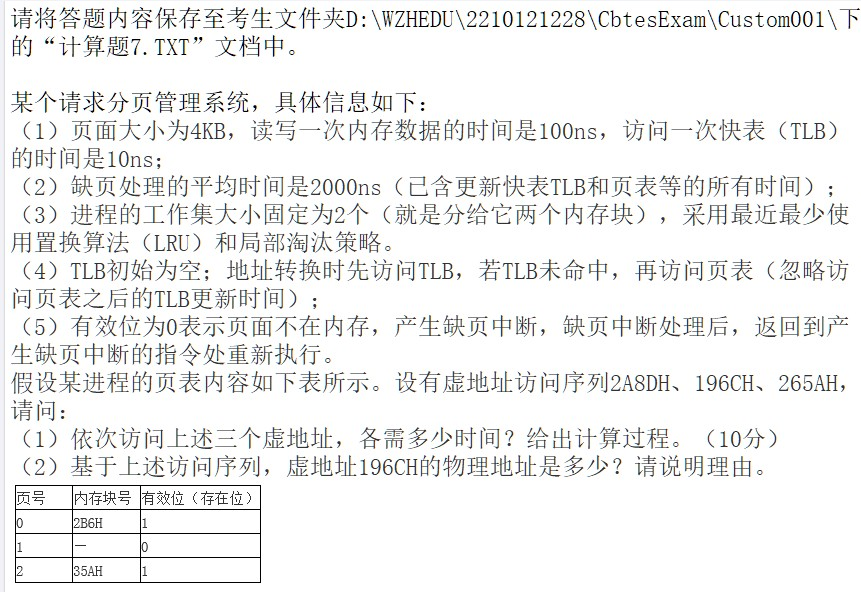 请将答题内容保存至考生文件夹D:\WZHEDU\2210121228\CbtesExam\Custom001\下
的“计算题7.TXT”文档中。
某个请求分页管理系统，具体信息如下：
（1）页面大小为4KB，读写一次内存数据的时间是100ns，访问一次快表（TLB）
的时间是10ns；
（2）缺页处理的平均时间是2000ns（已含更新快表TLB和页表等的所有时间）；
（3）进程的工作集大小固定为2个（就是分给它两个内存块），采用最近最少使
用置换算法（LRU）和局部淘汰策略。
（4）TLB初始为空；地址转换时先访问TLB，若TLB未命中，再访问页表（忽略访
问页表之后的TLB更新时间）；
（5）有效位为0表示页面不在内存，产生缺页中断，缺页中断处理后，返回到产
生缺页中断的指令处重新执行。
假设某进程的页表内容如下表所示。设有虚地址访问序列2A8DH、196CH、265AH，
请问：
（1）依次访问上述三个虚地址，各需多少时间？给出计算过程。（10分）
（2）基于上述访问序列，虚地址196CH的物理地址是多少？请说明理由。
页号 内存块号 有效位（存在位）
0 2B6H 1
1 — 0
2 35AH 1